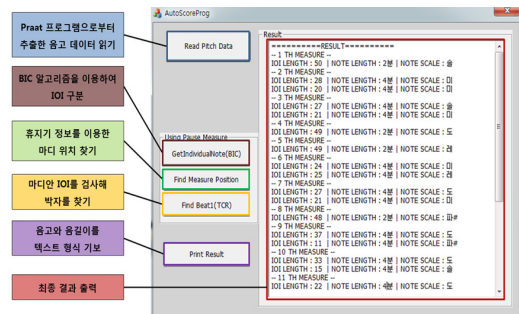 AutoScoreProg
Praat 프로그램으로부터
추출한 음고 데이터 읽기
BIC 알고리즘을 이용하여
IOI 구분
휴지기 정보를 이용한
마디 위치 찾기
마디안 IOI를 검사해
박자를 찾기
음고와 음길이를
텍스트 형식 기보
최종 결과 출력
Read Pitch Data
Using Pause Measure
GetIndividualNote(BIC)
Find Measure Position
Find Beat1(TCR)
Print Result
Result
==========RESULT==========
-- 1 TH MEASURE --
IOI LENGTH : 50 | NOTE LENGTH : 2분 | NOTE SCALE : 솔
-- 2 TH MEASURE --
IOI LENGTH : 28 | NOTE LENGTH : 4분 | NOTE SCALE : 미
IOI LENGTH : 20 | NOTE LENGTH : 4분 | NOTE SCALE : 미
-- 3 TH MEASURE --
IOI LENGTH : 27 | NOTE LENGTH : 4분 | NOTE SCALE : 솔
IOI LENGTH : 21 | NOTE LENGTH : 4분 | NOTE SCALE : 미
-- 4 TH MEASURE --
IOI LENGTH : 49 | NOTE LENGTH : 2분 | NOTE SCALE : 도
-- 5 TH MEASURE --
IOI LENGTH : 49 | NOTE LENGTH : 2분 | NOTE SCALE : 레
-- 6 TH MEASURE --
IOI LENGTH : 24 | NOTE LENGTH : 4분 | NOTE SCALE : 미
IOI LENGTH : 25 | NOTE LENGTH : 4분 | NOTE SCALE : 레
-- 7 TH MEASURE --
IOI LENGTH : 27 | NOTE LENGTH : 4분 | NOTE SCALE : 도
IOI LENGTH : 21 | NOTE LENGTH : 4분 | NOTE SCALE : 미
-- 8 TH MEASURE --
IOI LENGTH : 48 | NOTE LENGTH : 2분 | NOTE SCALE : 파#
-- 9 TH MEASURE --
IOI LENGTH : 37 | NOTE LENGTH : 4분 | NOTE SCALE : 도
IOI LENGTH : 11 | NOTE LENGTH : 4분 | NOTE SCALE : 파#
-- 10 TH MEASURE --
IOI LENGTH : 33 | NOTE LENGTH : 4분 | NOTE SCALE : 도
IOI LENGTH : 15 | NOTE LENGTH : 4분 | NOTE SCALE : 솔
-- 11 TH MEASURE --
IOI LENGTH : 22 | NOTE LENGTH : 4분 | NOTE SCALE : 도